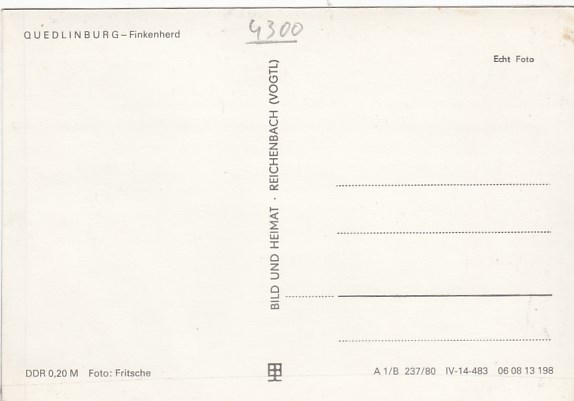 QUEDLINBURG – Finkenherd
4300
Echt Foto
BILD UND HEIMAT · REICHENBACH (VOGTL)
DDR 0,20 M Foto: Fritsche
A 1/B 237/80 IV-14-483 06 08 13 198